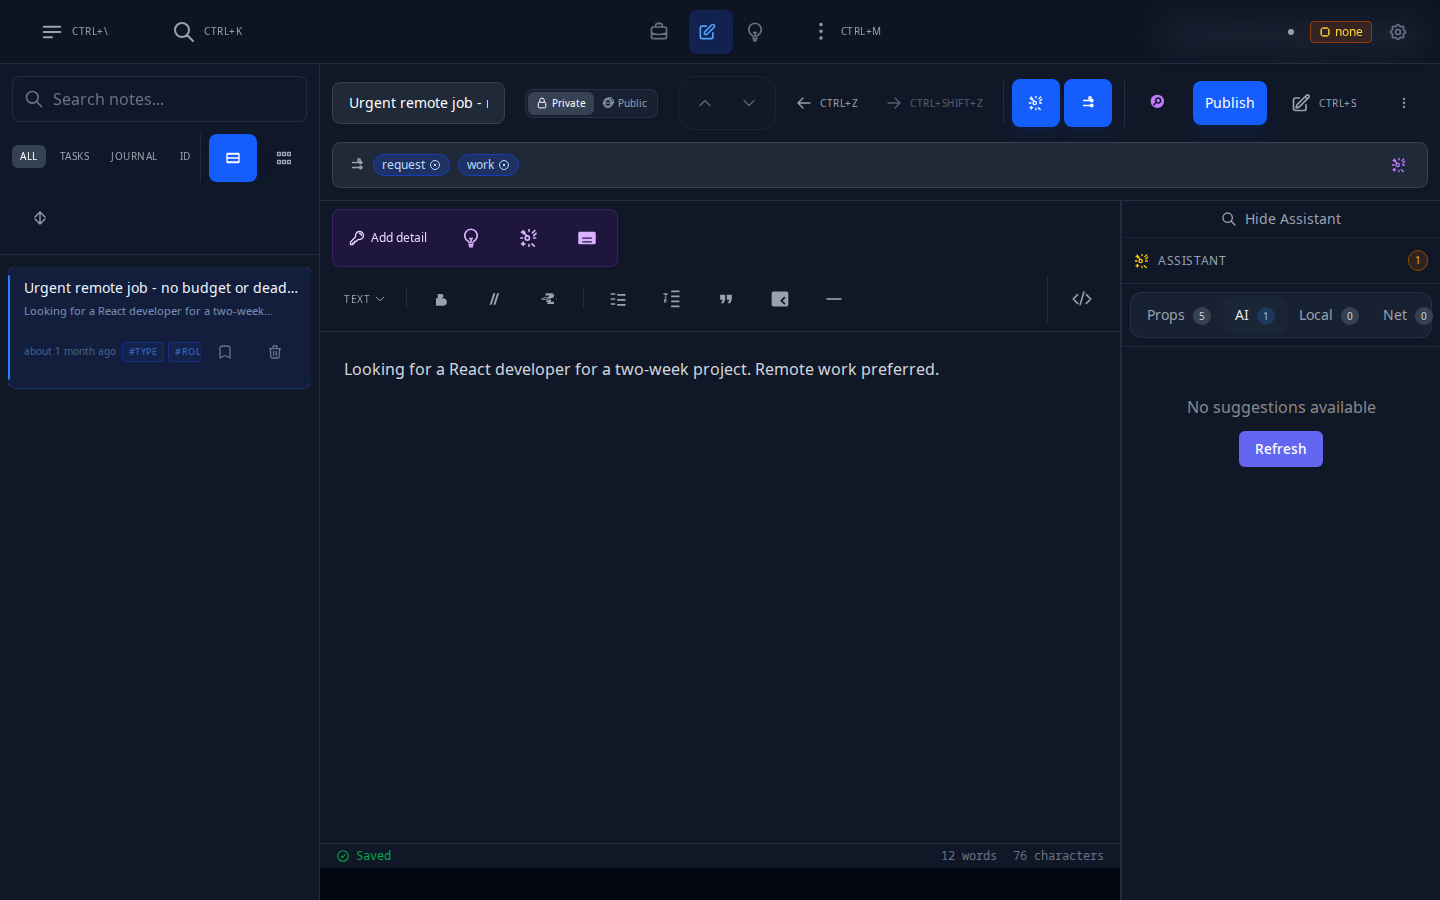 CTRL+\ CTRL+K CTRL+M none
Search notes...
ALL TASKS JOURNAL ID
Urgent remote job - no budget or dead...
Looking for a React developer for a two-week...
about 1 month ago #TYPE #ROL
Urgent remote job - Private Public CTRL+Z CTRL+SHIFT+Z Publish CTRL+S
request work
Add detail
TEXT
Looking for a React developer for a two-week project. Remote work preferred.
Saved 12 words 76 characters
Hide Assistant
ASSISTANT 1
Props 5 AI 1 Local 0 Net 0
No suggestions available
Refresh